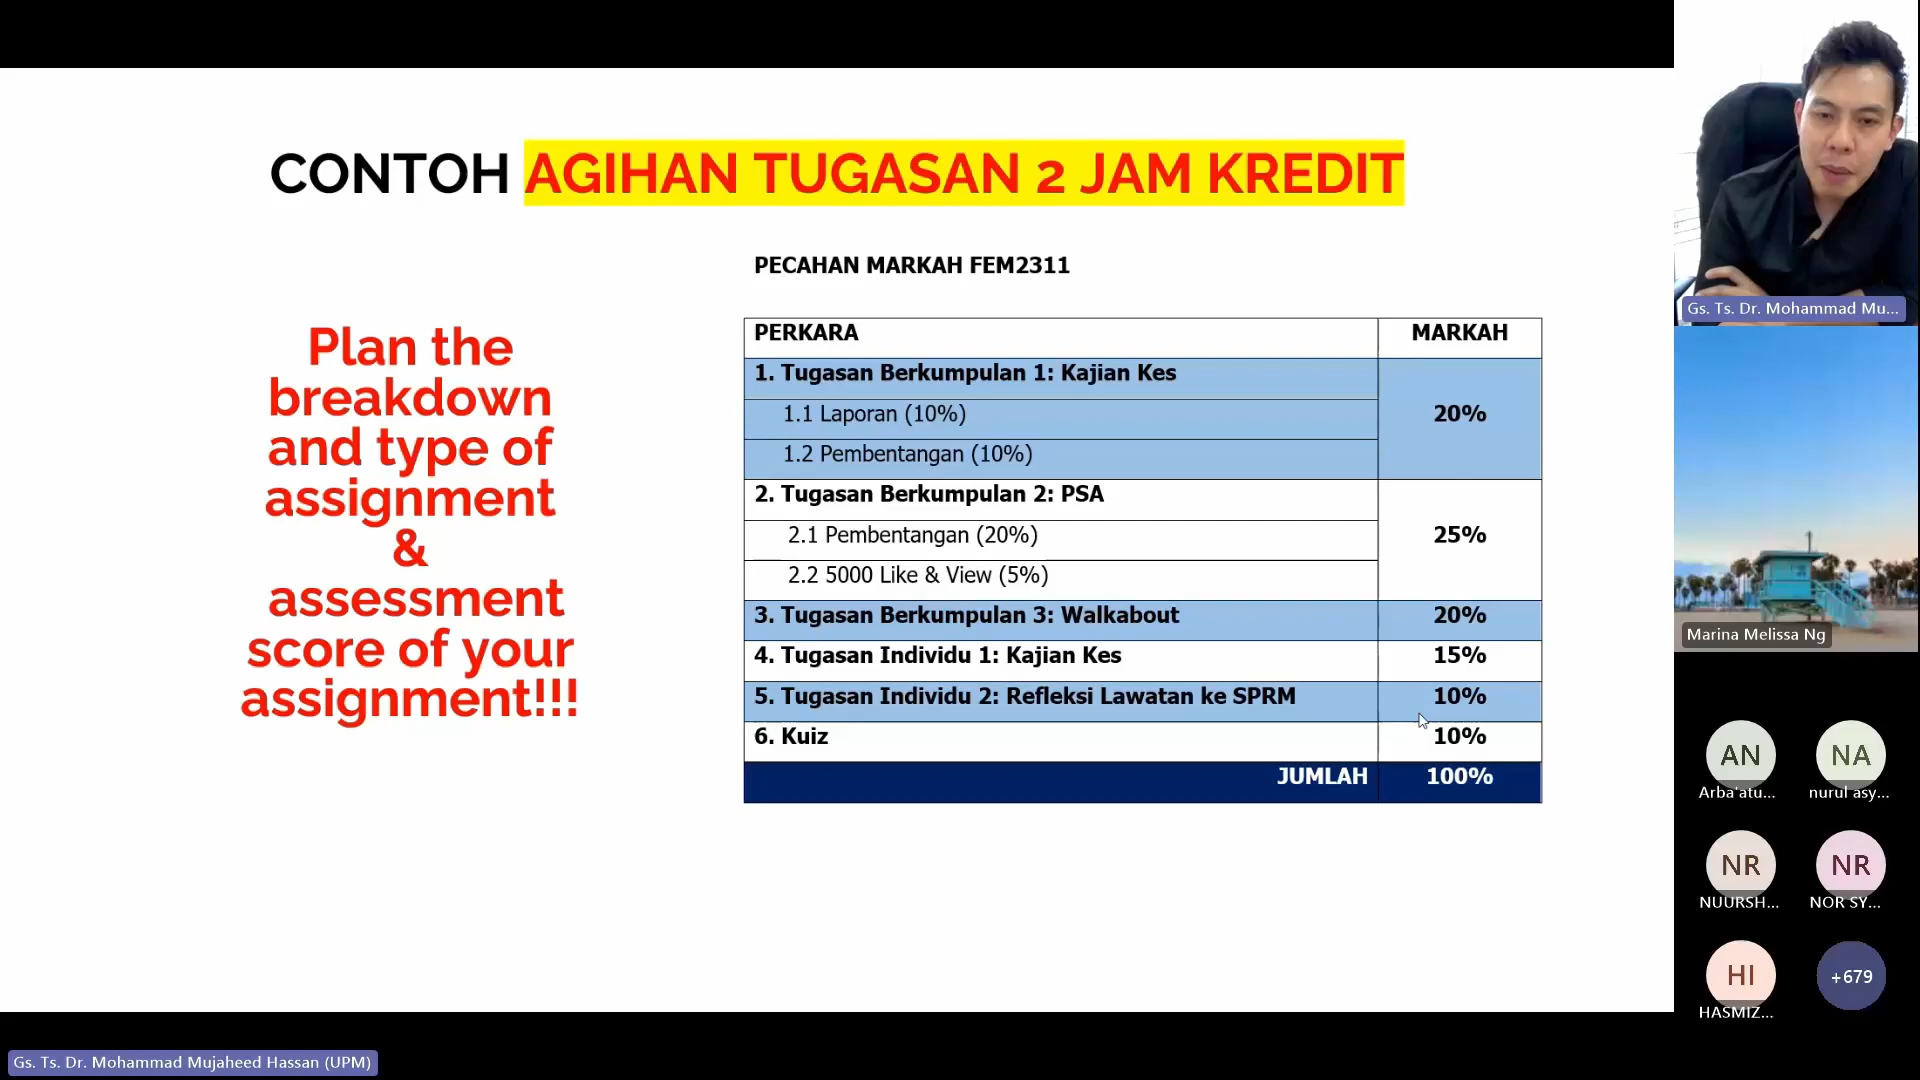 CONTOH AGIHAN TUGASAN 2 JAM KREDIT
PECAHAN MARKAH FEM2311
Plan the
breakdown
and type of
assignment
&
assessment
score of your
assignment!!!
PERKARA MARKAH
1. Tugasan Berkumpulan 1: Kajian Kes
1.1 Laporan (10%) 20%
1.2 Pembentangan (10%)
2. Tugasan Berkumpulan 2: PSA
2.1 Pembentangan (20%) 25%
2.2 5000 Like & View (5%)
3. Tugasan Berkumpulan 3: Walkabout 20%
4. Tugasan Individu 1: Kajian Kes 15%
5. Tugasan Individu 2: Refleksi Lawatan ke SPRM 10%
6. Kuiz 10%
JUMLAH 100%
Gs. Ts. Dr. Mohammad Mu...
Marina Melissa Ng
AN NA
Arba'atu... nurul asy...
NR NR
NUURSH... NOR SY...
HI +679
HASMIZ...
Gs. Ts. Dr. Mohammad Mujaheed Hassan (UPM)